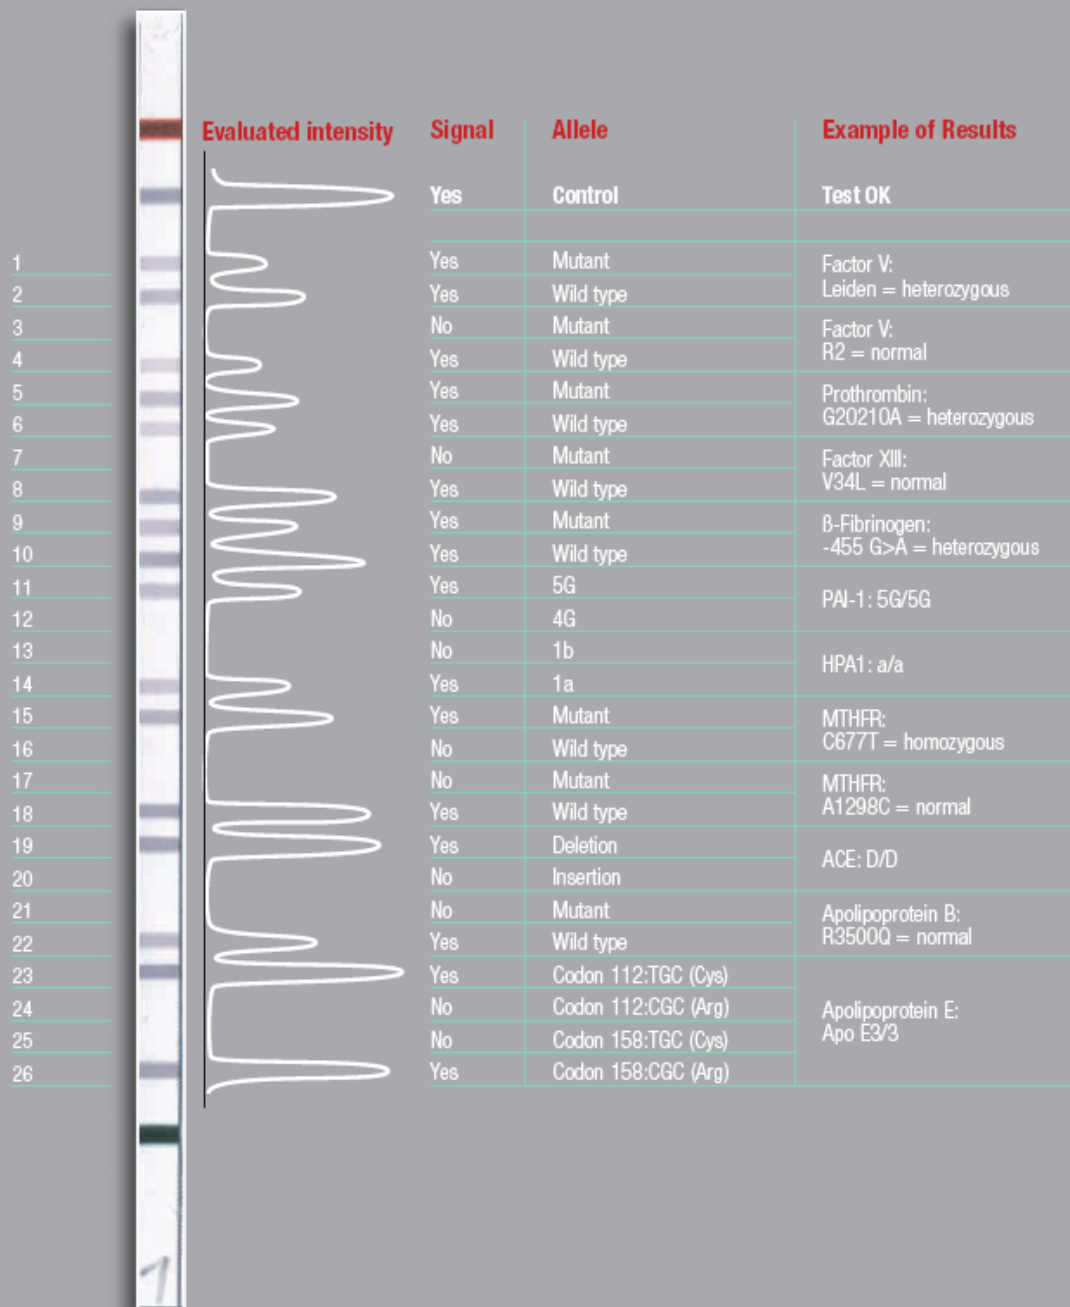 Evaluated intensity Signal Allele Example of Results
Yes Control Test OK
1 Yes Mutant Factor V:
2 Yes Wild type Leiden = heterozygous
3 No Mutant Factor V:
4 Yes Wild type R2 = normal
5 Yes Mutant Prothrombin:
6 Yes Wild type G20210A = heterozygous
7 No Mutant Factor XIII:
8 Yes Wild type V34L = normal
9 Yes Mutant ß-Fibrinogen:
10 Yes Wild type -455 G>A = heterozygous
11 Yes 5G
PAI-1: 5G/5G
12 No 4G
13 No 1b
HPA1: a/a
14 Yes 1a
15 Yes Mutant MTHFR:
16 No Wild type C677T = homozygous
17 No Mutant MTHFR:
18 Yes Wild type A1298C = normal
19 Yes Deletion
ACE: D/D
20 No Insertion
21 No Mutant Apolipoprotein B:
22 Yes Wild type R3500Q = normal
23 Yes Codon 112:TGC (Cys)
24 No Codon 112:CGC (Arg) Apolipoprotein E:
25 No Codon 158:TGC (Cys) Apo E3/3
26 Yes Codon 158:CGC (Arg)
1